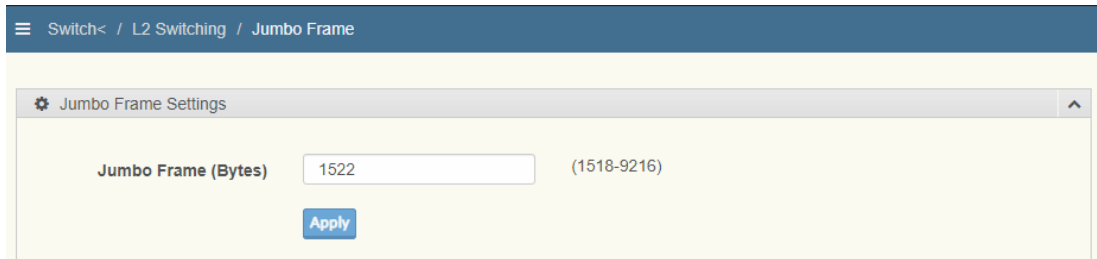 Switch< / L2 Switching / Jumbo Frame
Jumbo Frame Settings
Jumbo Frame (Bytes) 1522 (1518-9216)
Apply